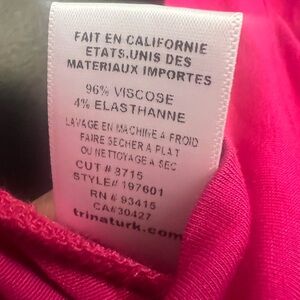 FAIT EN CALIFORNIE
ETATS.UNIS DES
MATERIAUX IMPORTES
96% VISCOSE
4% ELASTHANNE
LAVAGE EN MACHINE A FROID
FAIRE SECHER A PLAT
OU NETTOYAGE A SEC
CUT # 8715
STYLE# 197601
RN # 93415
CA#30427
trinaturk.com